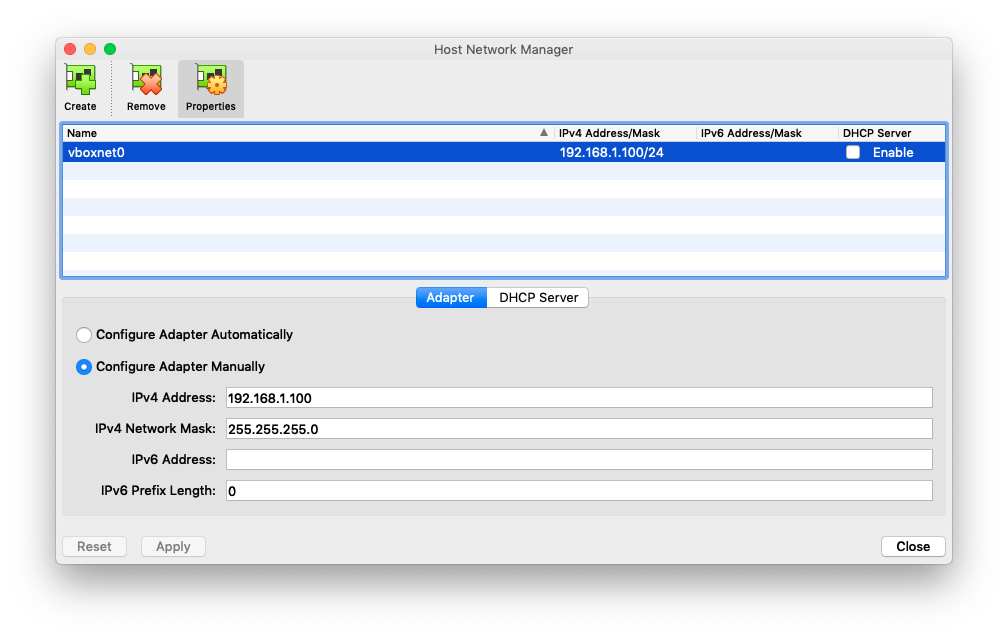 Host Network Manager
Create Remove Properties
Name IPv4 Address/Mask IPv6 Address/Mask DHCP Server
vboxnet0 192.168.1.100/24 Enable
Adapter DHCP Server
Configure Adapter Automatically
Configure Adapter Manually
IPv4 Address: 192.168.1.100
IPv4 Network Mask: 255.255.255.0
IPv6 Address:
IPv6 Prefix Length: 0
Reset Apply Close